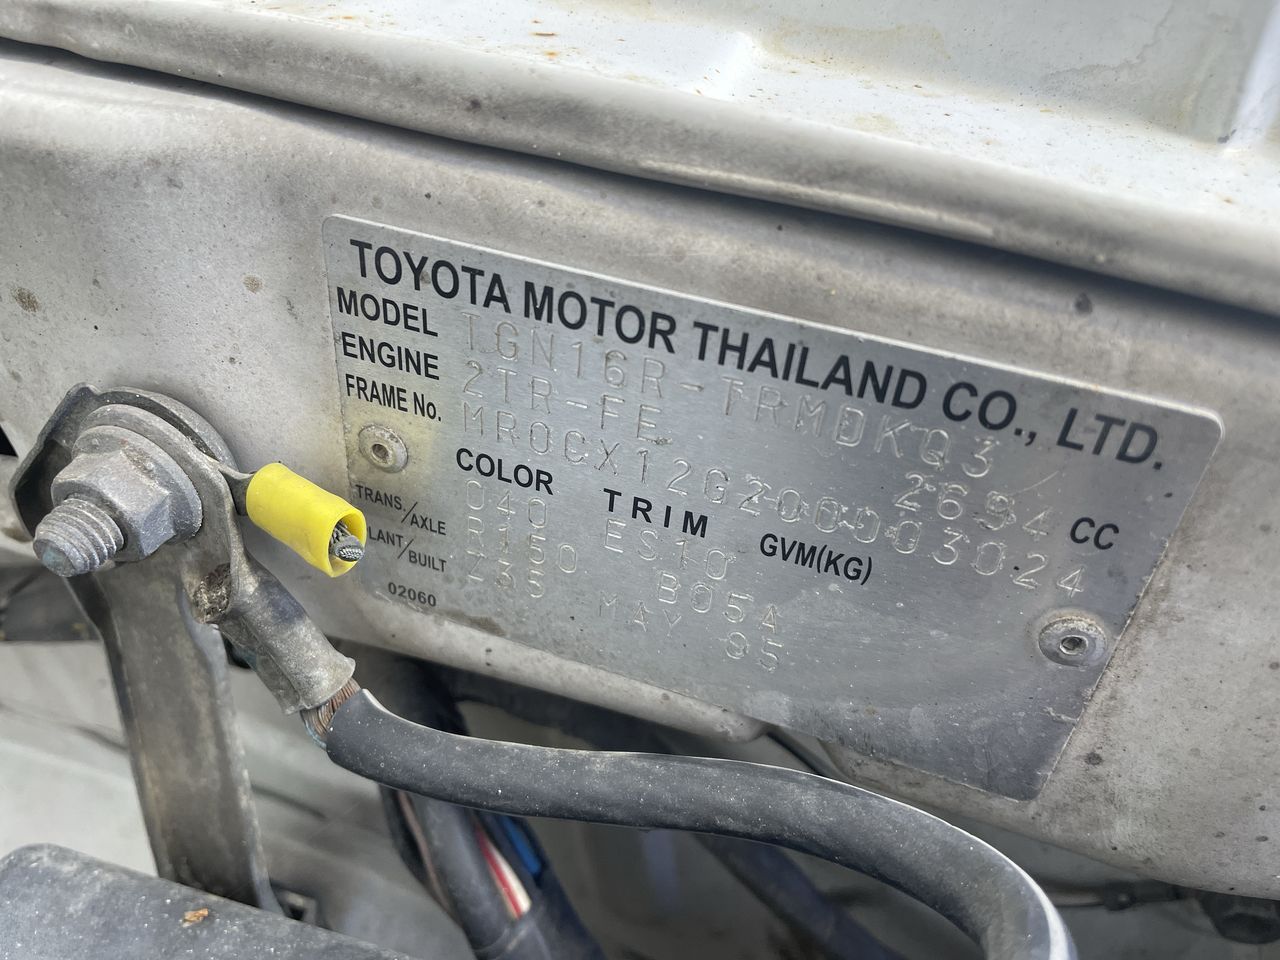 TOYOTA MOTOR THAILAND CO., LTD.
MODEL TGN16R-TRMDKQ3
ENGINE 2TR-FE 2694 CC
FRAME No. MR0CX12G200003024
COLOR TRIM GVM(KG)
040 ES10
TRANS./AXLE R150 B05A
PLANT/BUILT Z35 MAY 05
02060